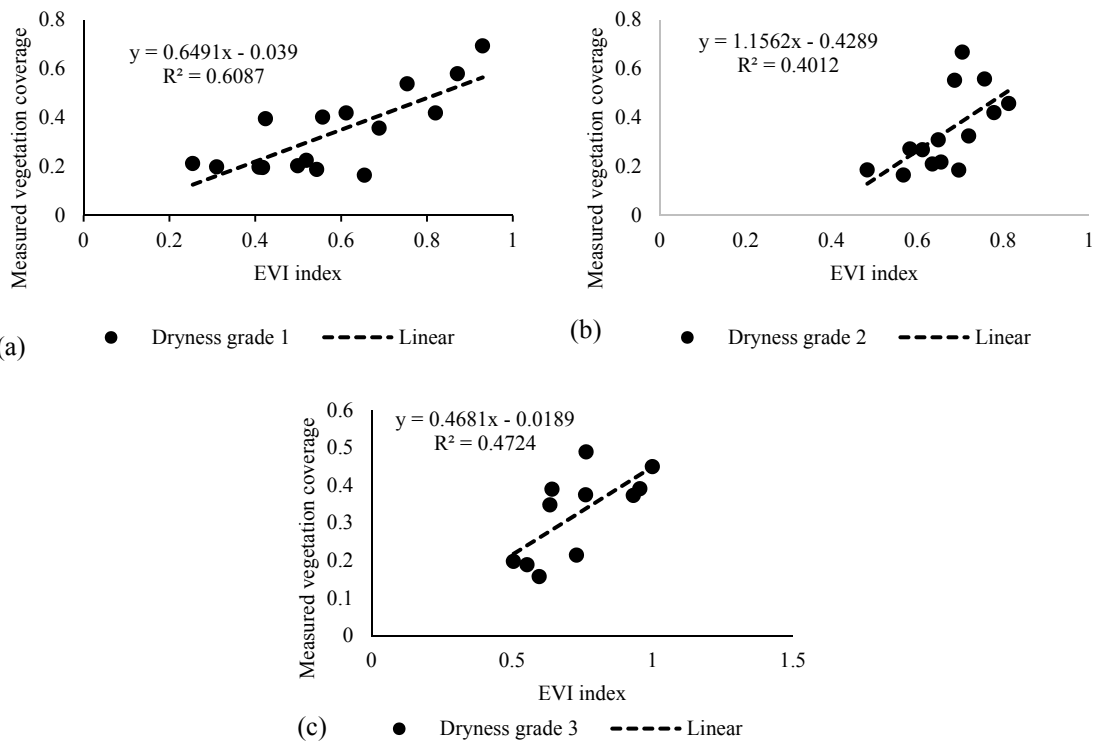 Measured vegetation coverage
0.8
0.6
0.4
0.2
0
y = 0.6491x - 0.039
R² = 0.6087
0 0.2 0.4 0.6 0.8 1
EVI index
(a)
Dryness grade 1 Linear
Measured vegetation coverage
0.8
0.6
0.4
0.2
0
y = 1.1562x - 0.4289
R² = 0.4012
0 0.2 0.4 0.6 0.8 1
EVI index
(b)
Dryness grade 2 Linear
Measured vegetation coverage
0.6
0.5
0.4
0.3
0.2
0.1
0
y = 0.4681x - 0.0189
R² = 0.4724
0 0.5 1 1.5
EVI index
(c)
Dryness grade 3 Linear